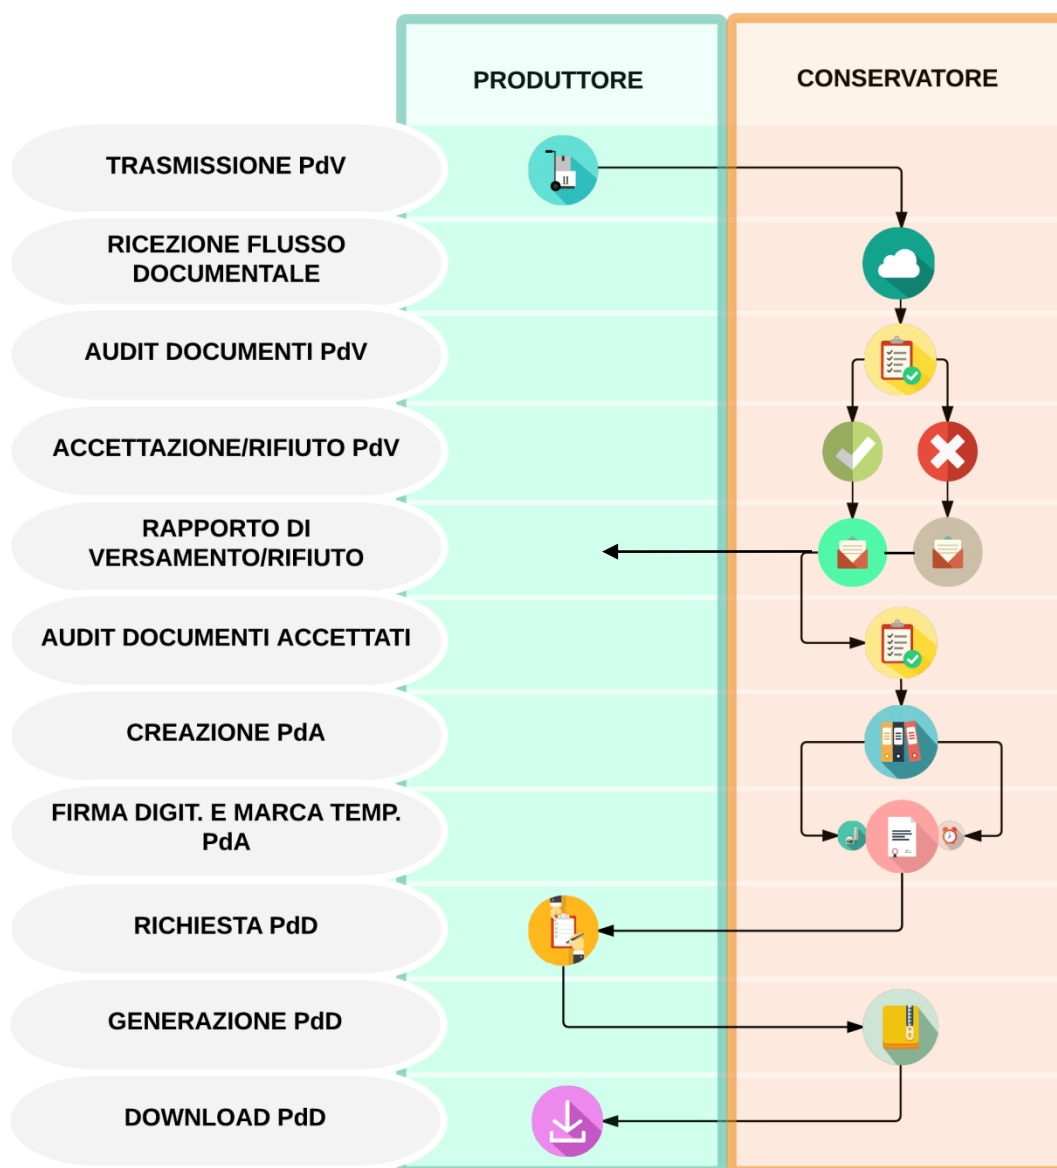 PRODUTTORE
CONSERVATORE
TRASMISSIONE PdV
RICEZIONE FLUSSO
DOCUMENTALE
AUDIT DOCUMENTI PdV
ACCETTAZIONE/RIFIUTO PdV
RAPPORTO DI
VERSAMENTO/RIFIUTO
AUDIT DOCUMENTI ACCETTATI
CREAZIONE PdA
FIRMA DIGIT. E MARCA TEMP.
PdA
RICHIESTA PdD
GENERAZIONE PdD
DOWNLOAD PdD